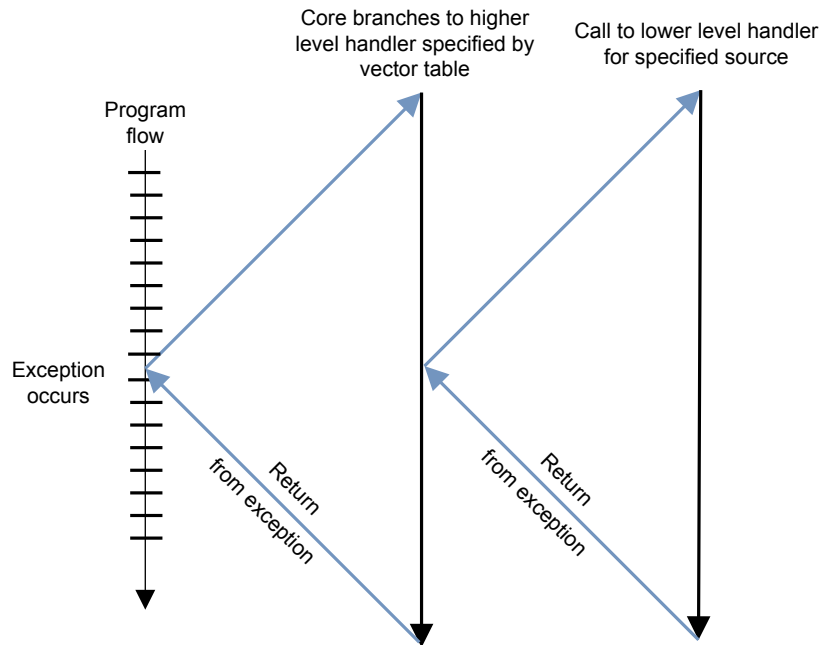 Core branches to higher
level handler specified by
vector table
Call to lower level handler
for specified source
Program
flow
Exception
occurs
Return
from exception
Return
from exception